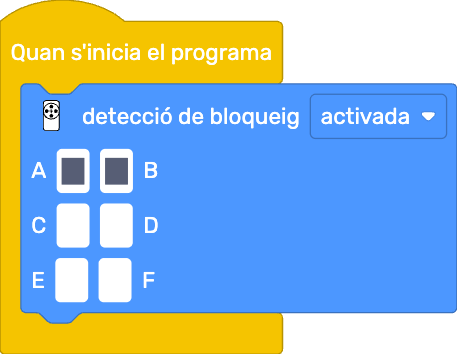 Quan s'inicia el programa
detecció de bloqueig activada
A B
C D
E F